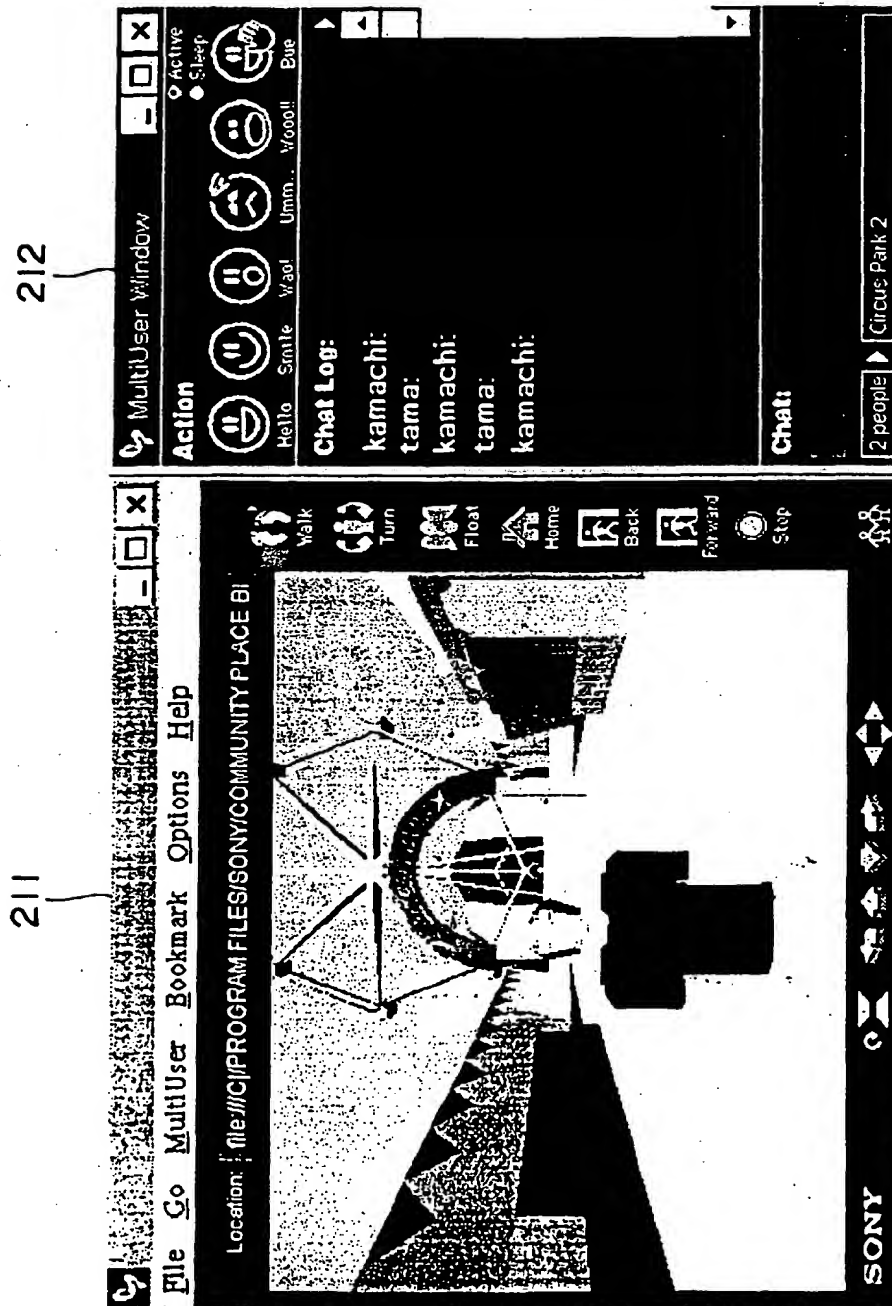 211
File Go MultiUser Bookmark Options Help
Location: file:///C|/PROGRAM FILES/SONY/COMMUNITY PLACE BI
Walk
Turn
Float
Home
Back
Forward
Stop
SONY
212
MultiUser Window
Action
Active
Sleep
Hello Smile Wao! Umm.. Wooo!! Bye
Chat Log:
kamachi:
tama:
kamachi:
tama:
kamachi:
Chat:
2 people Circus Park 2